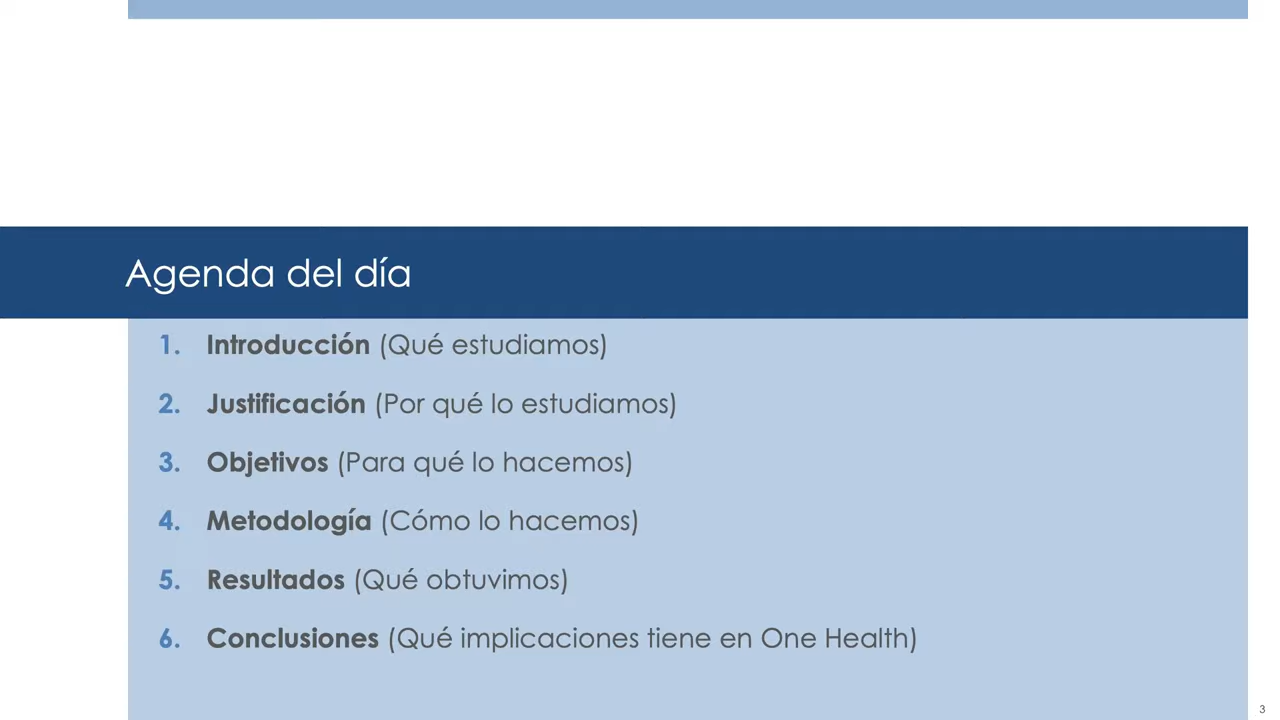 Agenda del día
1. Introducción (Qué estudiamos)
2. Justificación (Por qué lo estudiamos)
3. Objetivos (Para qué lo hacemos)
4. Metodología (Cómo lo hacemos)
5. Resultados (Qué obtuvimos)
6. Conclusiones (Qué implicaciones tiene en One Health)
3